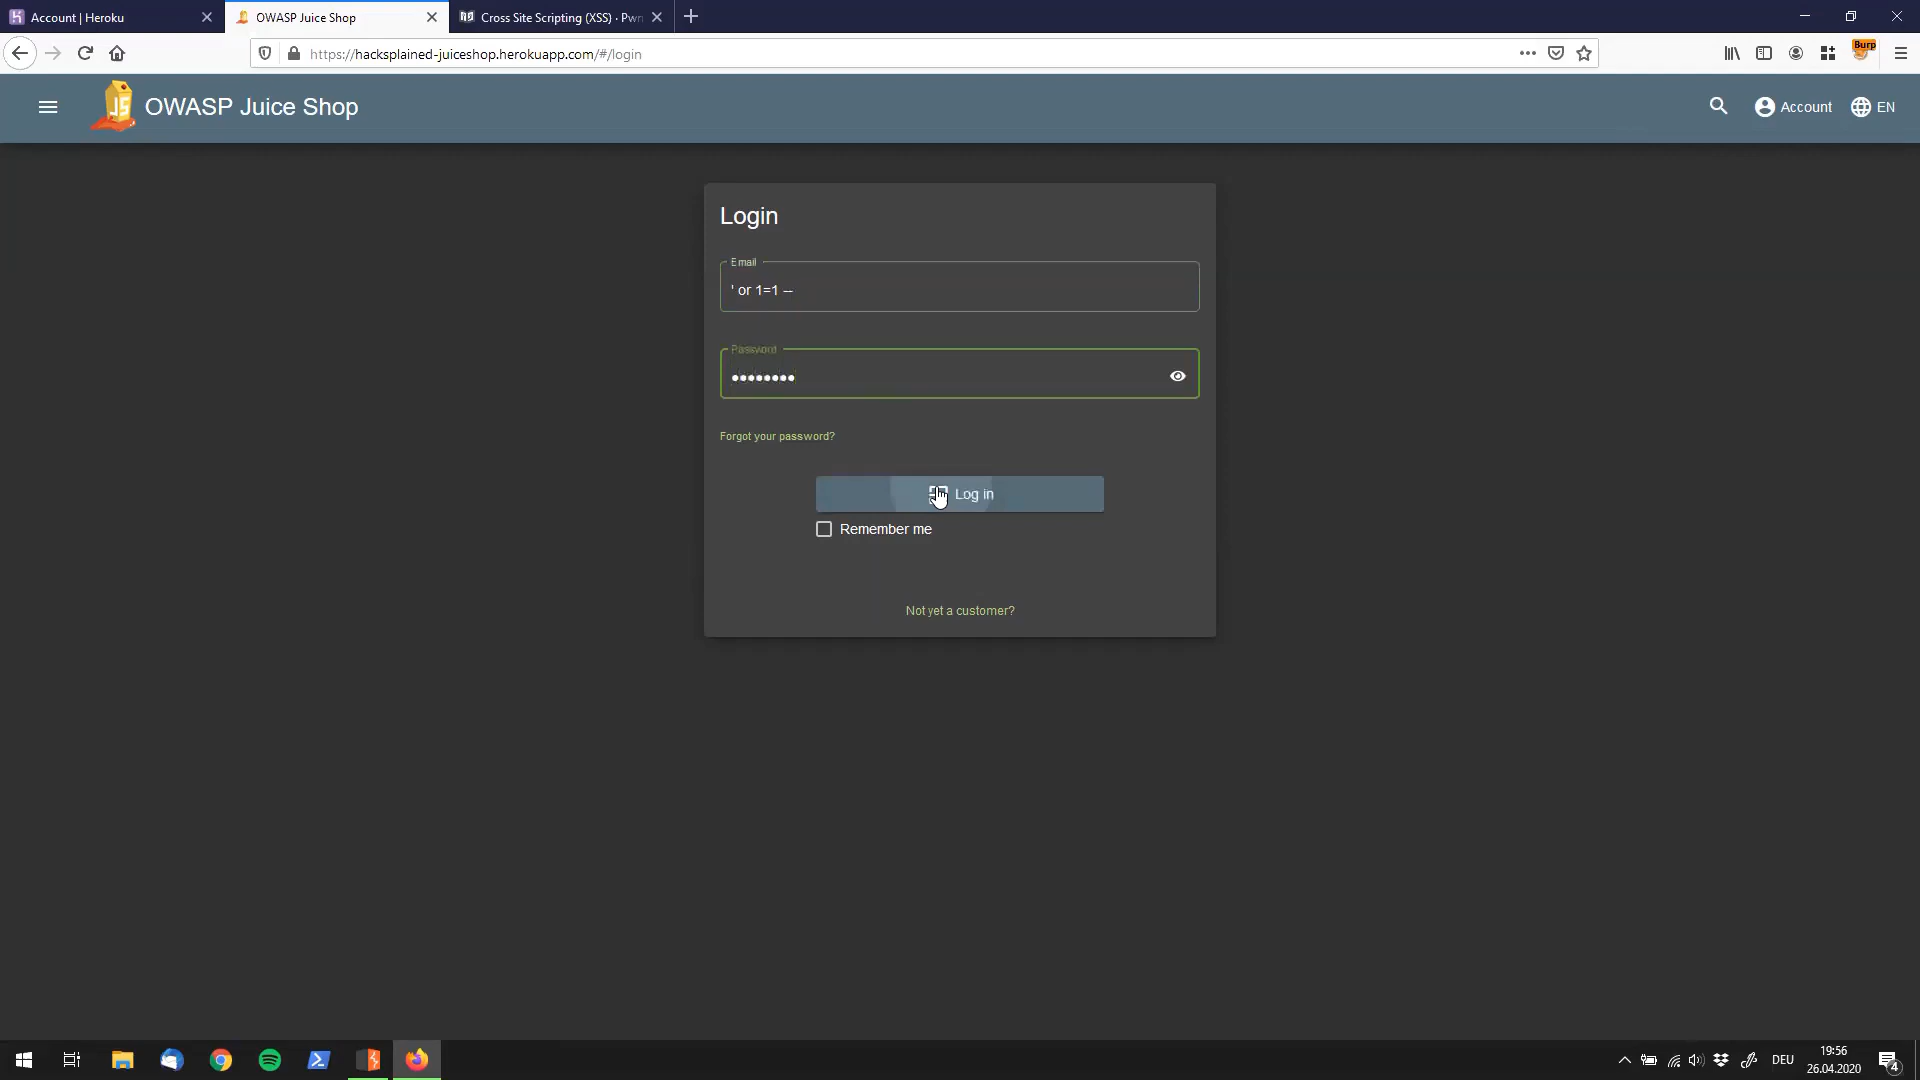 Account | Heroku
OWASP Juice Shop
Cross Site Scripting (XSS) · Pwn
https://hacksplained-juiceshop.herokuapp.com/#/login
Burp
OWASP Juice Shop
Account
EN
Login
Email
' or 1=1 --
Password
••••••••
Forgot your password?
Log in
Remember me
Not yet a customer?
DEU
19:56
26.04.2020
4